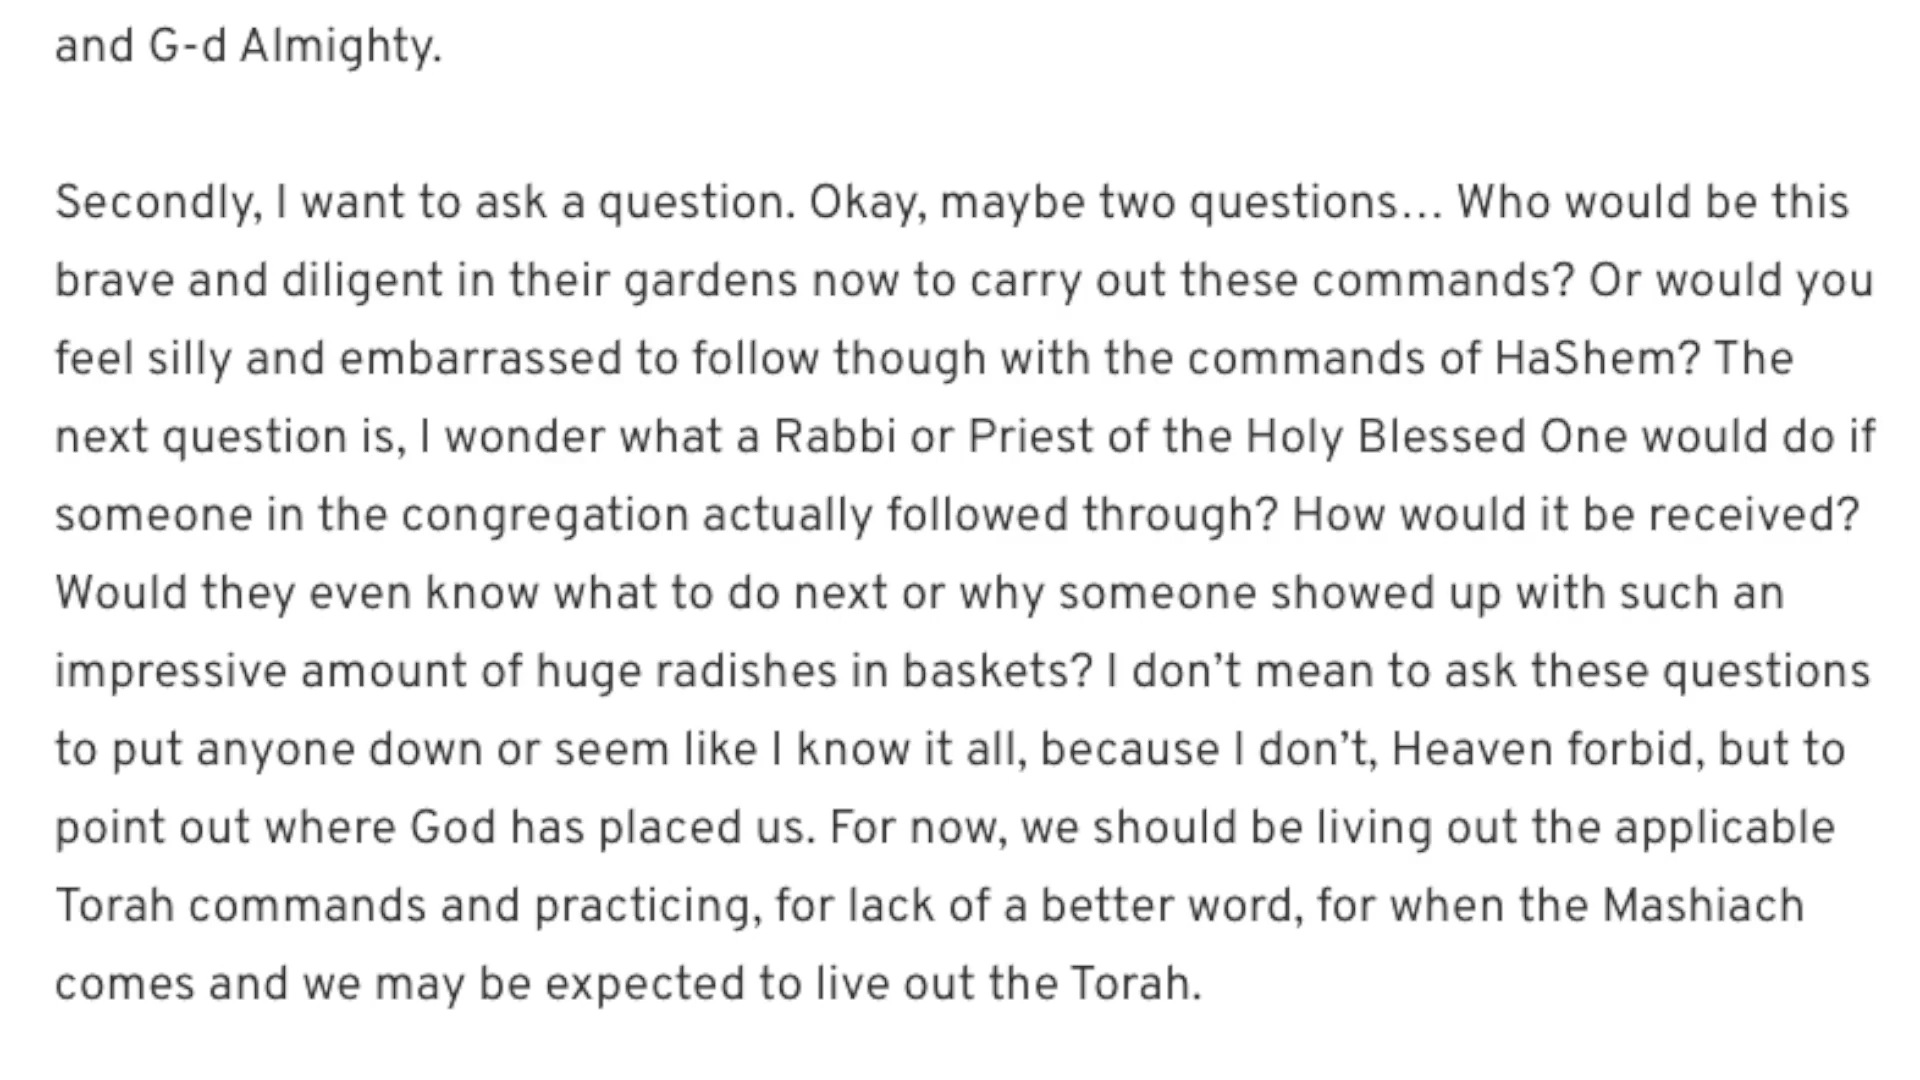 and G-d Almighty.
Secondly, I want to ask a question. Okay, maybe two questions... Who would be this
brave and diligent in their gardens now to carry out these commands? Or would you
feel silly and embarrassed to follow though with the commands of HaShem? The
next question is, I wonder what a Rabbi or Priest of the Holy Blessed One would do if
someone in the congregation actually followed through? How would it be received?
Would they even know what to do next or why someone showed up with such an
impressive amount of huge radishes in baskets? I don’t mean to ask these questions
to put anyone down or seem like I know it all, because I don’t, Heaven forbid, but to
point out where God has placed us. For now, we should be living out the applicable
Torah commands and practicing, for lack of a better word, for when the Mashiach
comes and we may be expected to live out the Torah.